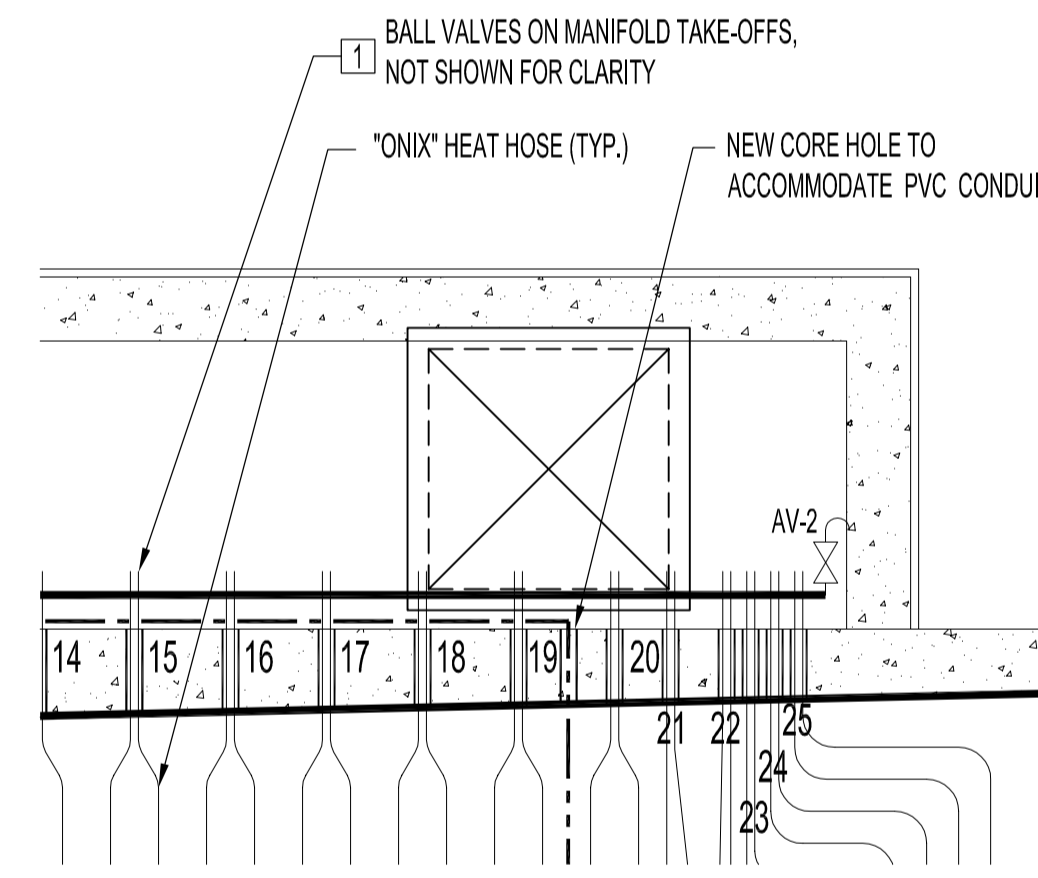 1 BALL VALVES ON MANIFOLD TAKE-OFFS,
NOT SHOWN FOR CLARITY
"ONIX" HEAT HOSE (TYP.)
NEW CORE HOLE TO
ACCOMMODATE PVC CONDUI
AV-2
14 15 16 17 18 19 20
21 22 25
24
23